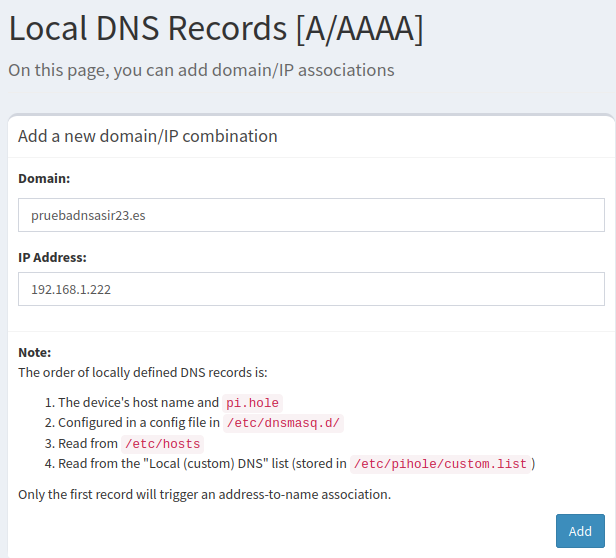 Local DNS Records [A/AAAA]
On this page, you can add domain/IP associations
Add a new domain/IP combination
Domain:
pruebadnsasir23.es
IP Address:
192.168.1.222
Note:
The order of locally defined DNS records is:
1. The device's host name and pi.hole
2. Configured in a config file in /etc/dnsmasq.d/
3. Read from /etc/hosts
4. Read from the "Local (custom) DNS" list (stored in /etc/pihole/custom.list )
Only the first record will trigger an address-to-name association.
Add